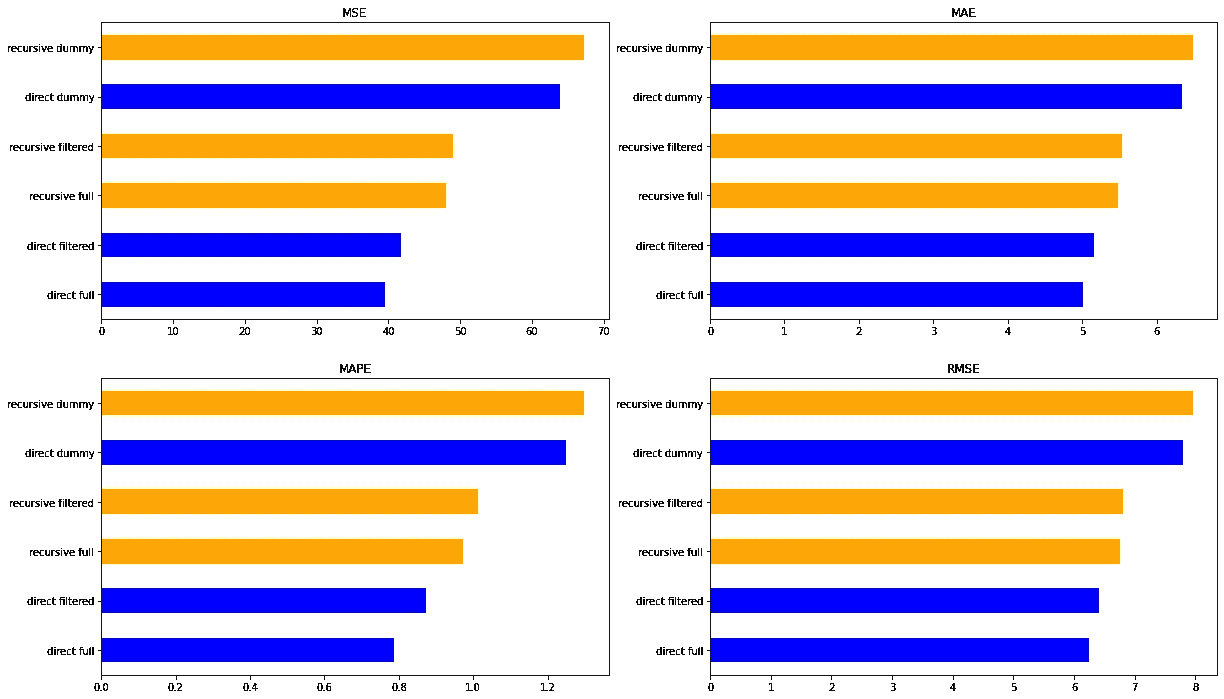 MSE
recursive dummy
direct dummy
recursive filtered
recursive full
direct filtered
direct full
0 10 20 30 40 50 60 70
MAE
recursive dummy
direct dummy
recursive filtered
recursive full
direct filtered
direct full
0 1 2 3 4 5 6
MAPE
recursive dummy
direct dummy
recursive filtered
recursive full
direct filtered
direct full
0.0 0.2 0.4 0.6 0.8 1.0 1.2
RMSE
recursive dummy
direct dummy
recursive filtered
recursive full
direct filtered
direct full
0 1 2 3 4 5 6 7 8